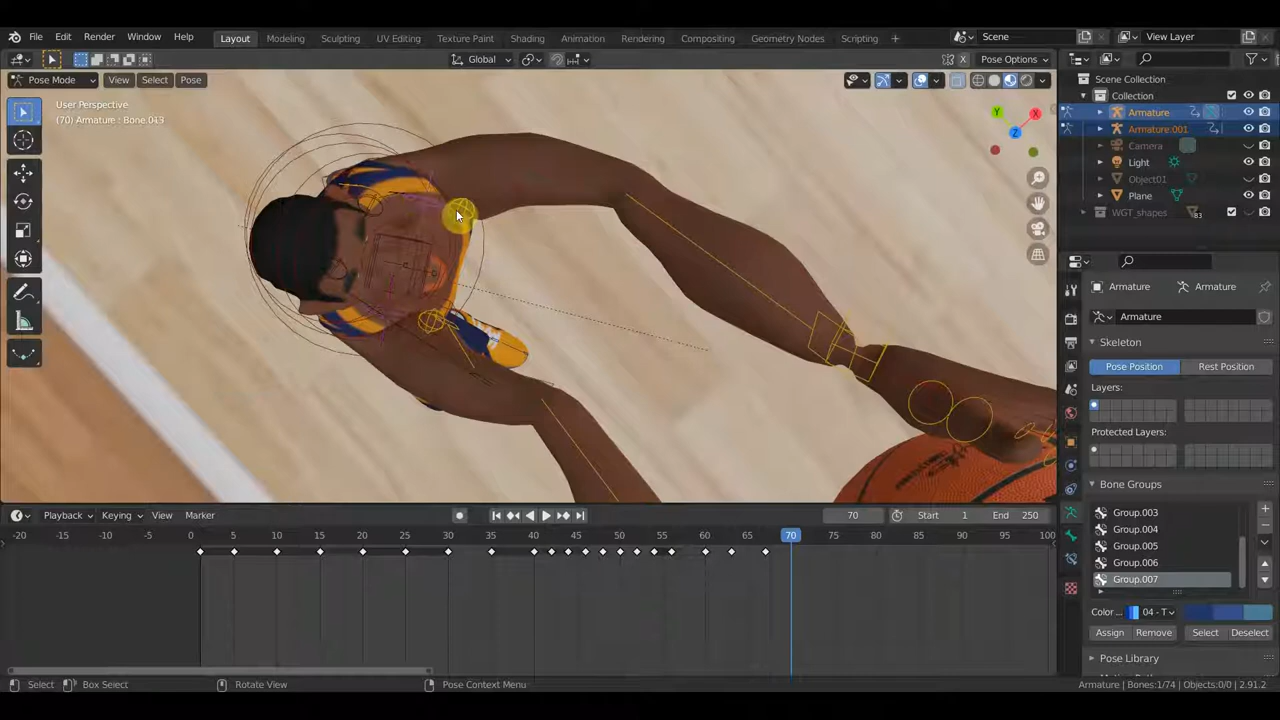 File Edit Render Window Help Layout Modeling Sculpting UV Editing Texture Paint Shading Animation Rendering Compositing Geometry Nodes Scripting + Scene View Layer
Global X Pose Options
Pose Mode View Select Pose
User Perspective
(70) Armature : Bone.043
Y X Z
Scene Collection
Collection
Armature
Armature.001
Camera
Light
Object01
Plane
WGT_shapes 83
Armature Armature
Armature
Skeleton
Pose Position Rest Position
Layers:
Protected Layers:
Bone Groups
Group.003
Group.004
Group.005
Group.006
Group.007
Color... 04 - T
Assign Remove Select Deselect
Pose Library
Playback Keying View Marker 70 Start 1 End 250
-20 -15 -10 -5 0 5 10 15 20 25 30 35 40 45 50 55 60 65 70 75 80 85 90 95 100
Select Box Select Rotate View Pose Context Menu Armature | Bones:1/74 | Objects:0/0 | 2.91.2